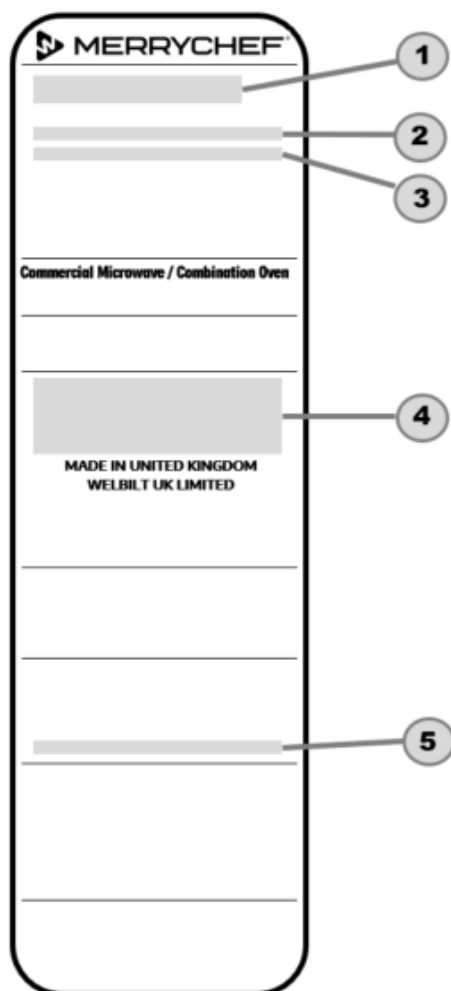 MERRYCHEF
1
2
3
Commercial Microwave / Combination Oven
4
MADE IN UNITED KINGDOM
WELBILT UK LIMITED
5